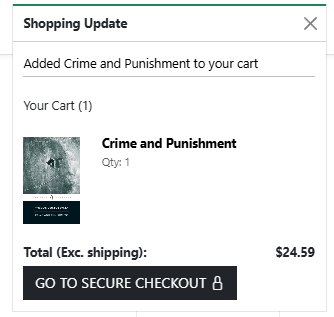 Shopping Update
Added Crime and Punishment to your cart
Your Cart (1)
Crime and Punishment
Qty: 1
Total (Exc. shipping): $24.59
GO TO SECURE CHECKOUT